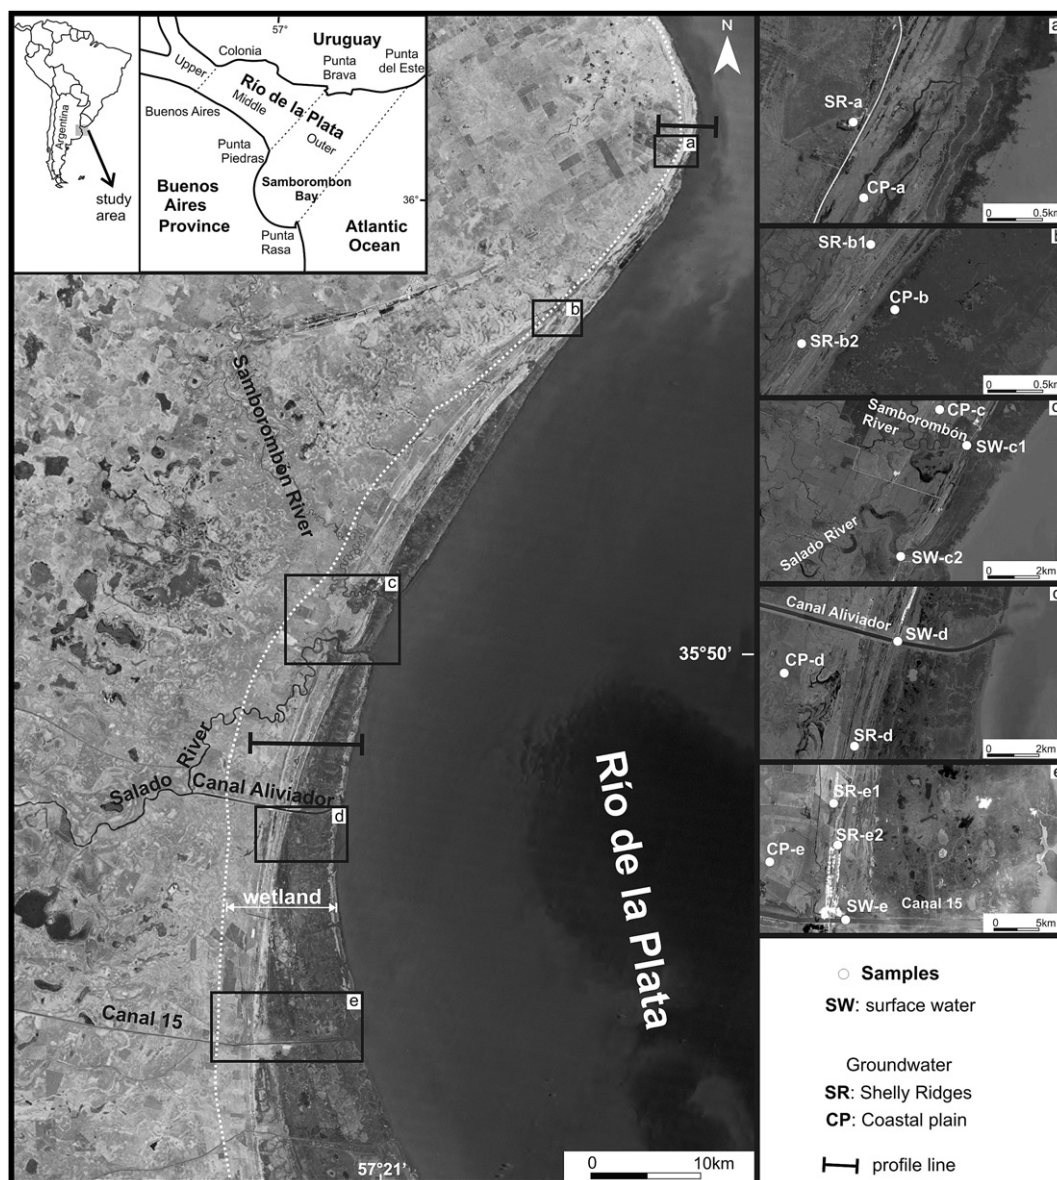 Argentina
study
area
57°
Uruguay
Colonia
Punta
Brava
Punta
del Este
Upper
Río de la Plata
Middle
Outer
Buenos Aires
Punta
Piedras
Samborombon
Bay
36°
Buenos
Aires
Province
Punta
Rasa
Atlantic
Ocean
N
a
b
Samborombón River
c
35°50’
Salado River
Canal Aliviador
d
wetland
Río de la Plata
Canal 15
e
57°21’
0 10km
a
SR-a
CP-a
0 0.5km
b
SR-b1
CP-b
SR-b2
0 0.5km
c
CP-c
Samborombón
River
SW-c1
Salado River
SW-c2
0 2km
d
Canal Aliviador
SW-d
CP-d
SR-d
0 2km
e
SR-e1
SR-e2
CP-e
SW-e
Canal 15
0 5km
Samples
SW: surface water
Groundwater
SR: Shelly Ridges
CP: Coastal plain
profile line